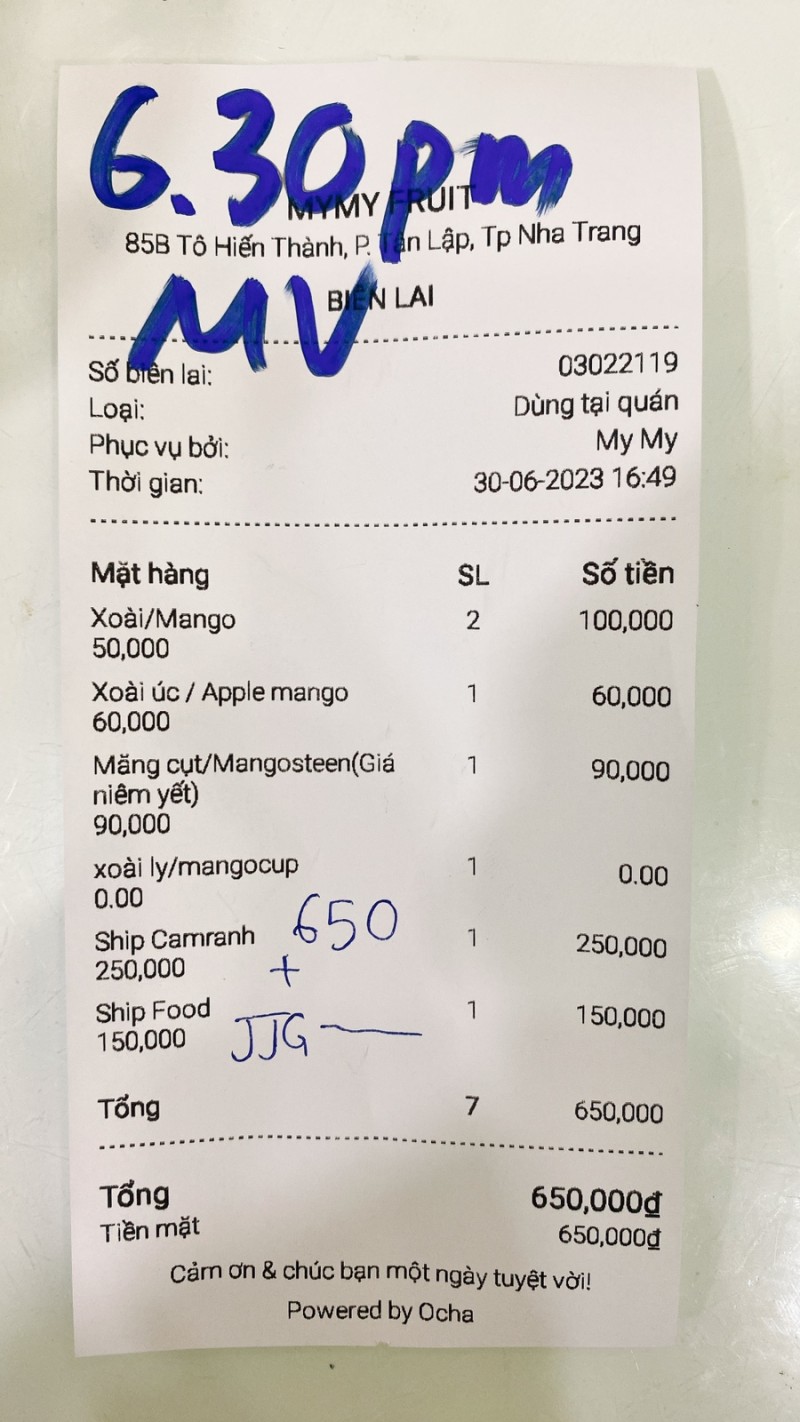 6.30 pm
MYMY FRUIT
85B Tô Hiến Thành, P. Tân Lập, Tp Nha Trang
MV
BIÊN LAI
Số biên lai: 03022119
Loại: Dùng tại quán
Phục vụ bởi: My My
Thời gian: 30-06-2023 16:49
Mặt hàng SL Số tiền
Xoài/Mango 2 100,000
50,000
Xoài úc / Apple mango 1 60,000
60,000
Măng cụt/Mangosteen(Giá 1 90,000
niêm yết)
90,000
xoài ly/mangocup 1 0.00
0.00
650
Ship Camranh 1 250,000
250,000 +
Ship Food 1 150,000
150,000 JJG
Tổng 7 650,000
Tổng 650,000₫
Tiền mặt 650,000₫
Cảm ơn & chúc bạn một ngày tuyệt vời!
Powered by Ocha